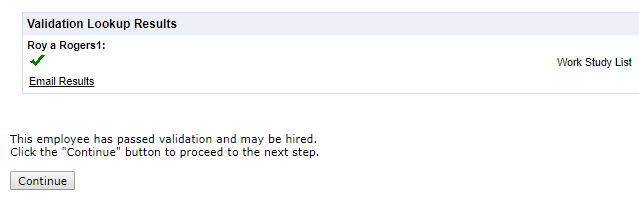 Validation Lookup Results
Roy a Rogers1:
Work Study List
Email Results
This employee has passed validation and may be hired.
Click the "Continue" button to proceed to the next step.
Continue